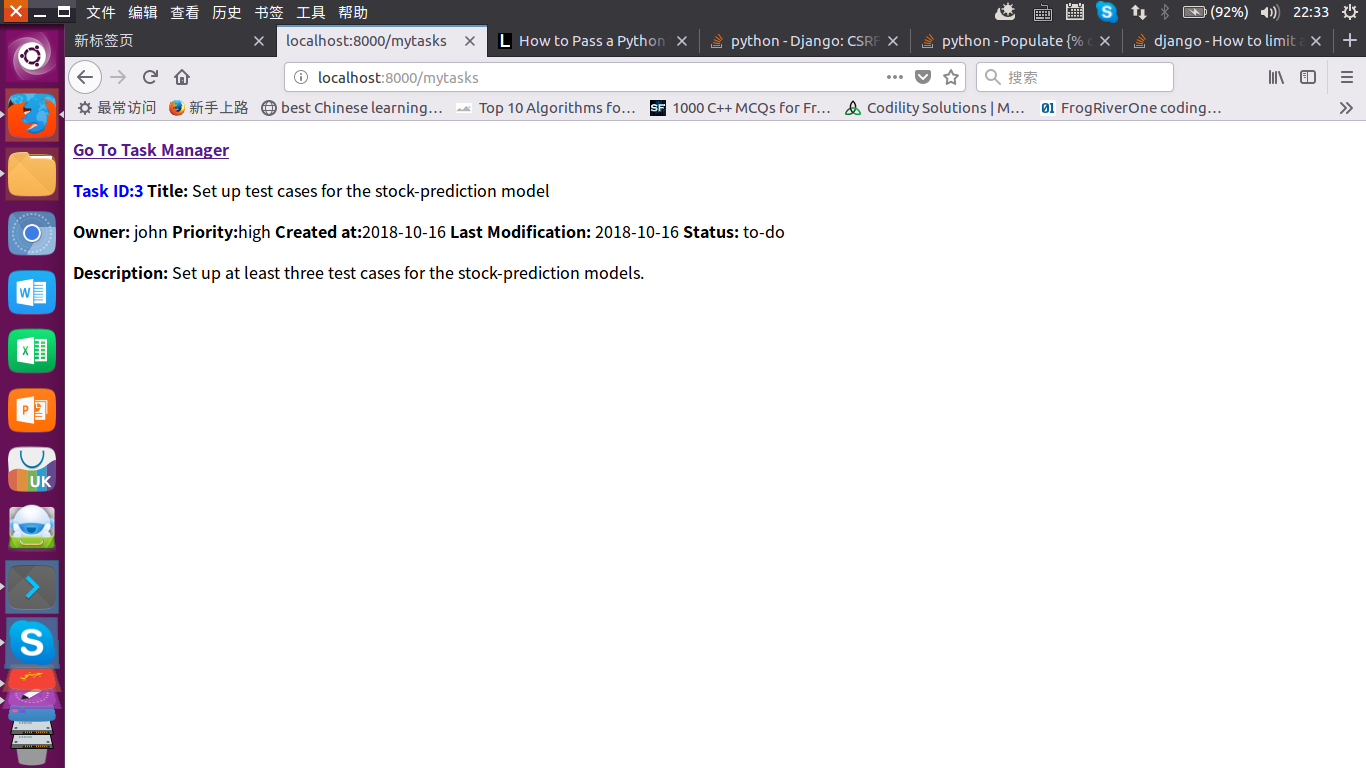 文件 编辑 查看 历史 书签 工具 帮助 (92%) 22:33
新标签页 localhost:8000/mytasks How to Pass a Python python - Django: CSRF python - Populate {% django - How to limit
localhost:8000/mytasks 搜索
最常访问 新手上路 best Chinese learning… Top 10 Algorithms fo… 1000 C++ MCQs for Fr… Codility Solutions | M… FrogRiverOne coding…
Go To Task Manager
Task ID:3 Title: Set up test cases for the stock-prediction model
Owner: john Priority:high Created at:2018-10-16 Last Modification: 2018-10-16 Status: to-do
Description: Set up at least three test cases for the stock-prediction models.
UK